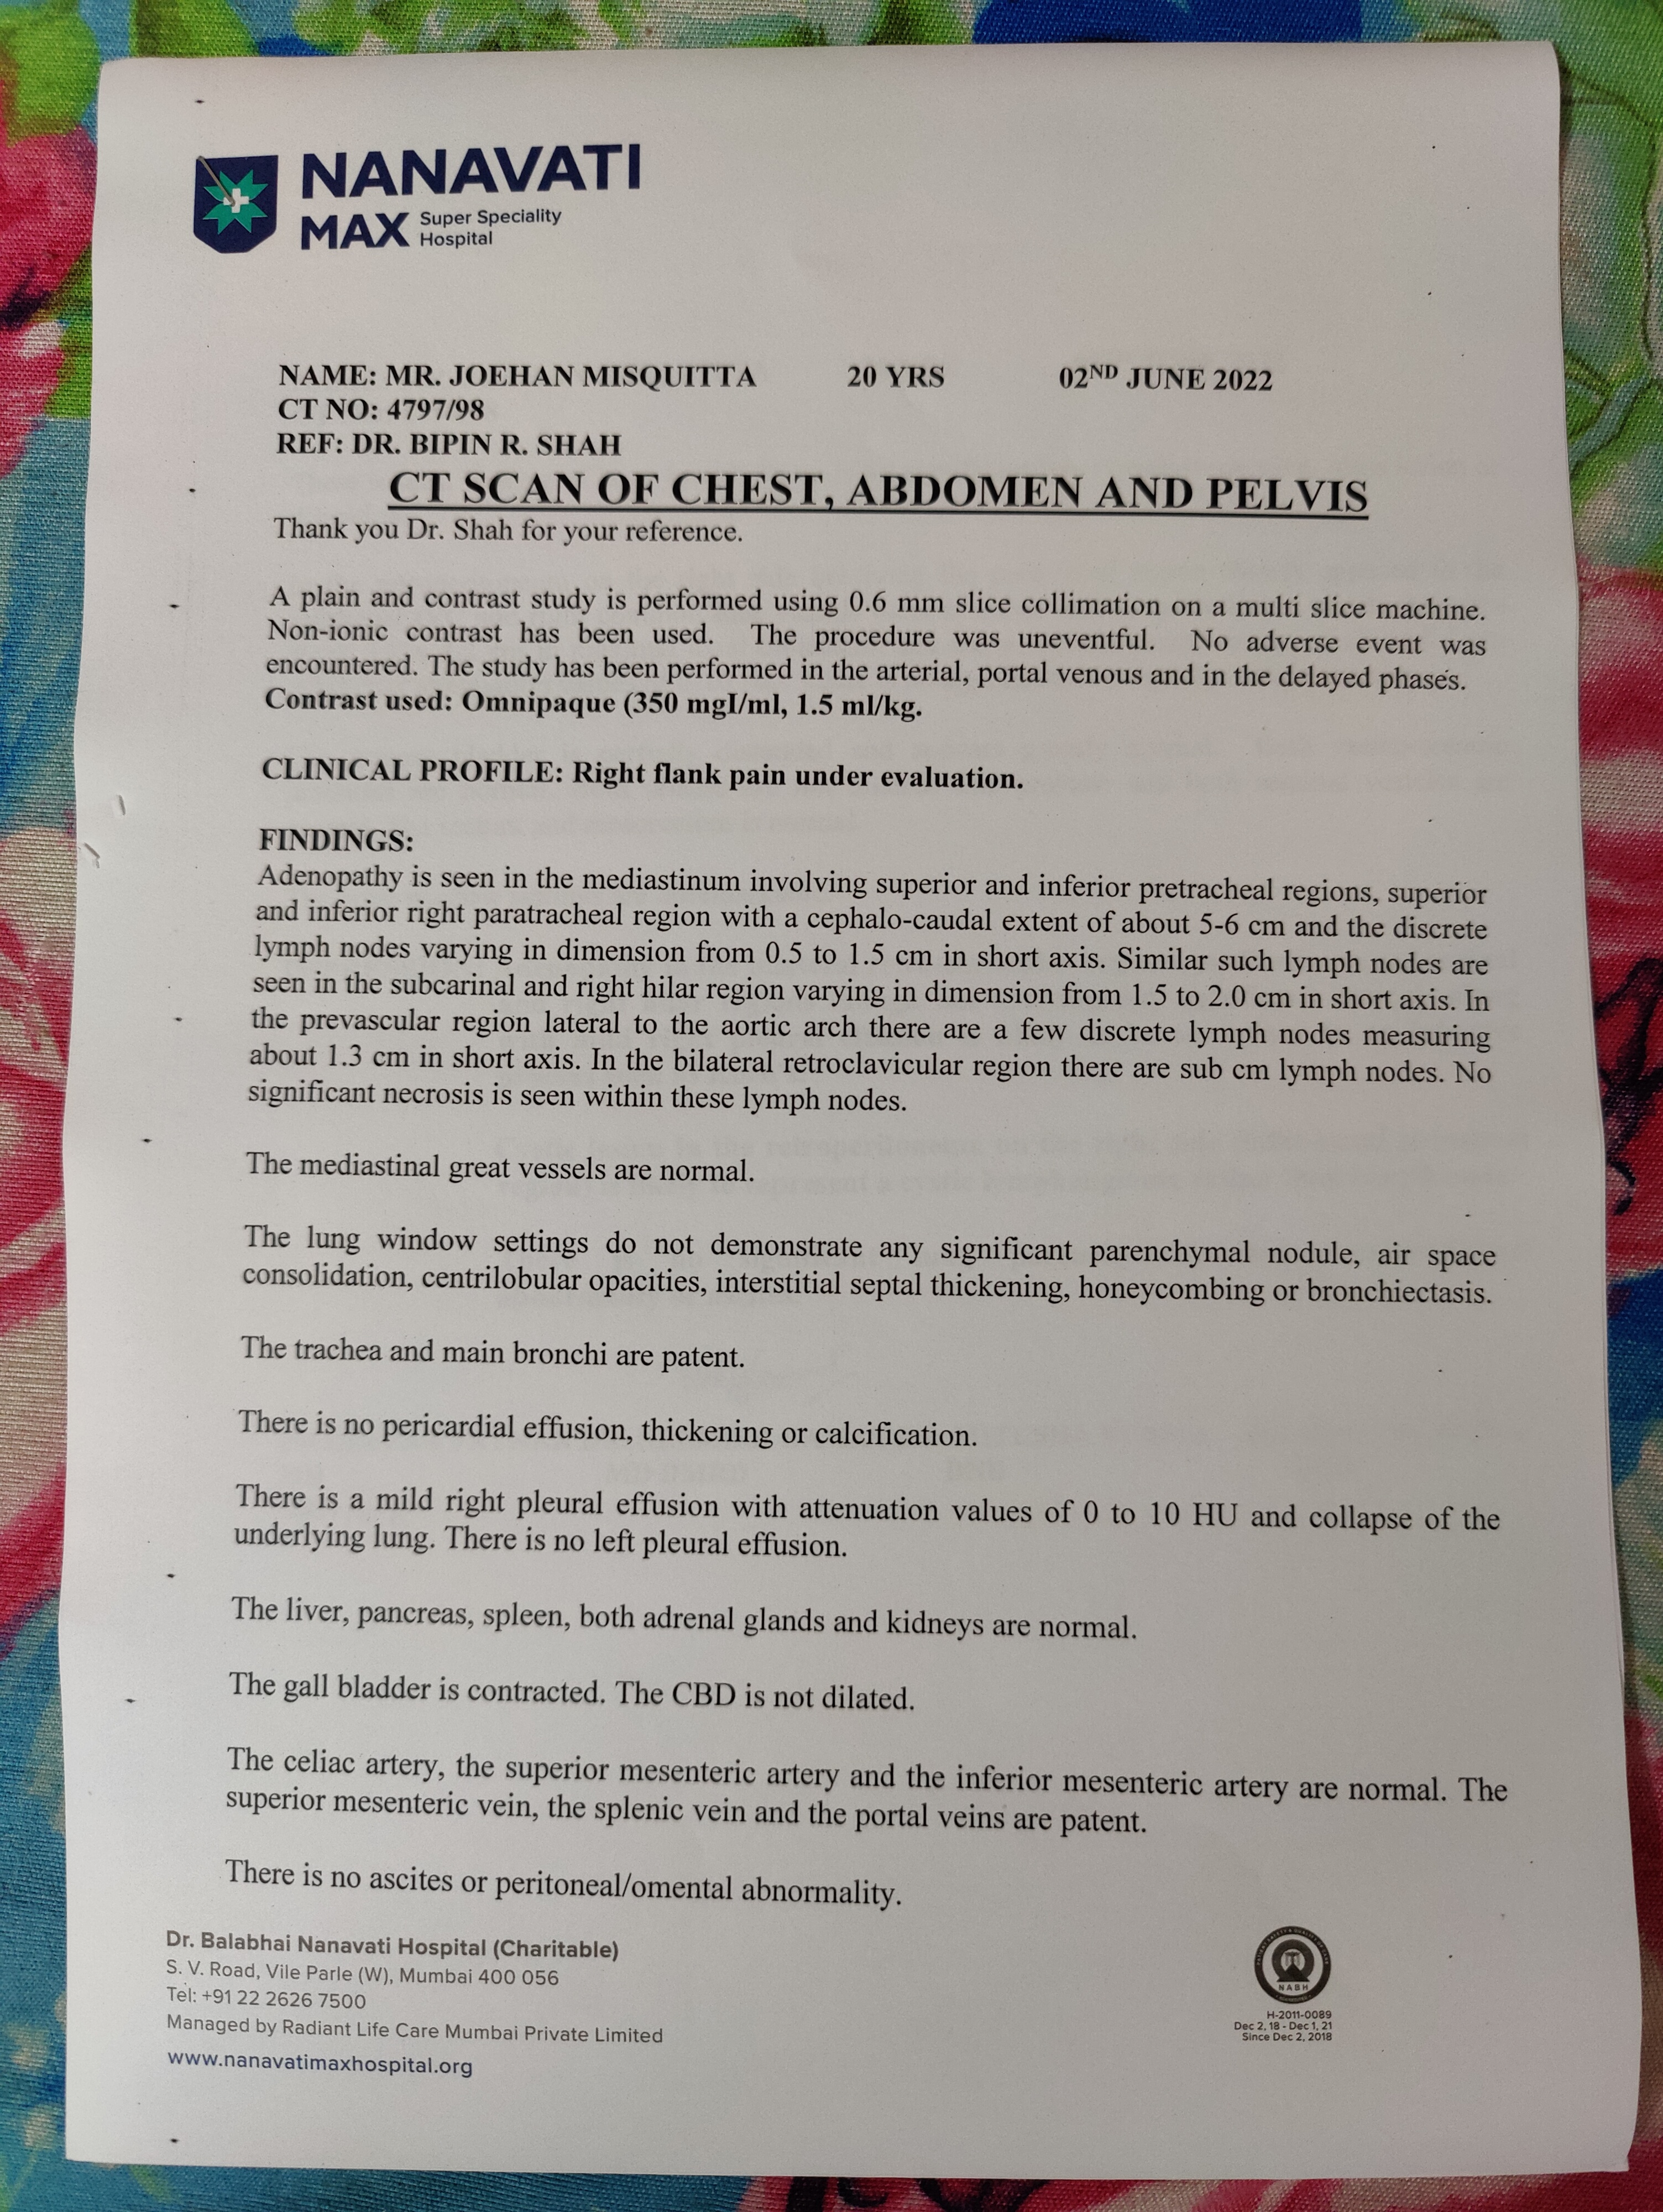 NANAVATI
MAX Super Speciality
Hospital
NAME: MR. JOEHAN MISQUITTA 20 YRS 02ND JUNE 2022
CT NO: 4797/98
REF: DR. BIPIN R. SHAH
CT SCAN OF CHEST, ABDOMEN AND PELVIS
Thank you Dr. Shah for your reference.
A plain and contrast study is performed using 0.6 mm slice collimation on a multi slice machine.
Non-ionic contrast has been used. The procedure was uneventful. No adverse event was
encountered. The study has been performed in the arterial, portal venous and in the delayed phases.
Contrast used: Omnipaque (350 mgI/ml, 1.5 ml/kg.
CLINICAL PROFILE: Right flank pain under evaluation.
FINDINGS:
Adenopathy is seen in the mediastinum involving superior and inferior pretracheal regions, superior
and inferior right paratracheal region with a cephalo-caudal extent of about 5-6 cm and the discrete
lymph nodes varying in dimension from 0.5 to 1.5 cm in short axis. Similar such lymph nodes are
seen in the subcarinal and right hilar region varying in dimension from 1.5 to 2.0 cm in short axis. In
the prevascular region lateral to the aortic arch there are a few discrete lymph nodes measuring
about 1.3 cm in short axis. In the bilateral retroclavicular region there are sub cm lymph nodes. No
significant necrosis is seen within these lymph nodes.
The mediastinal great vessels are normal.
The lung window settings do not demonstrate any significant parenchymal nodule, air space
consolidation, centrilobular opacities, interstitial septal thickening, honeycombing or bronchiectasis.
The trachea and main bronchi are patent.
There is no pericardial effusion, thickening or calcification.
There is a mild right pleural effusion with attenuation values of 0 to 10 HU and collapse of the
underlying lung. There is no left pleural effusion.
The liver, pancreas, spleen, both adrenal glands and kidneys are normal.
The gall bladder is contracted. The CBD is not dilated.
The celiac artery, the superior mesenteric artery and the inferior mesenteric artery are normal. The
superior mesenteric vein, the splenic vein and the portal veins are patent.
There is no ascites or peritoneal/omental abnormality.
Dr. Balabhai Nanavati Hospital (Charitable)
S. V. Road, Vile Parle (W), Mumbai 400 056
Tel: +91 22 2626 7500
Managed by Radiant Life Care Mumbai Private Limited
www.nanavatimaxhospital.org
NABH
H-2011-0089
Dec 2, 18 - Dec 1, 21
Since Dec 2, 2018